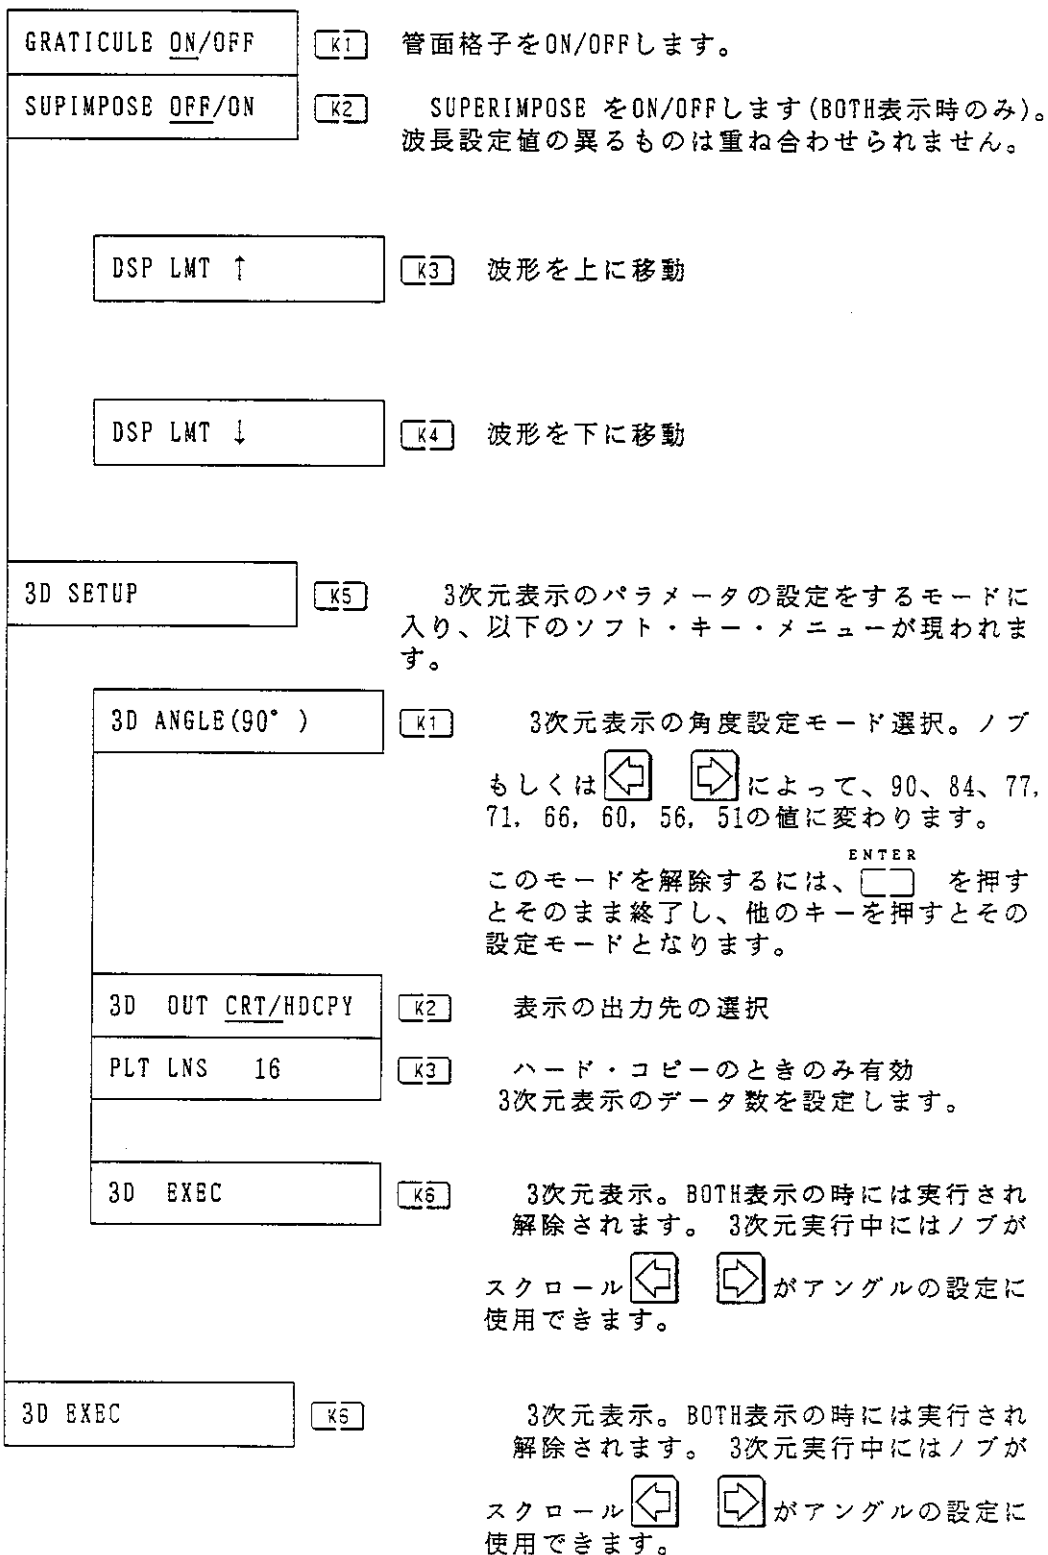 GRATICULE ON/OFF K1 管面格子をON/OFFします。
SUPIMPOSE OFF/ON K2 SUPERIMPOSE をON/OFFします(BOTH表示時のみ)。
波長設定値の異るものは重ね合わせられません。
DSP LMT ↑ K3 波形を上に移動
DSP LMT ↓ K4 波形を下に移動
3D SETUP K5 3次元表示のパラメータの設定をするモードに
入り、以下のソフト・キー・メニューが現われま
す。
3D ANGLE(90° ) K1 3次元表示の角度設定モード選択。ノブ
もしくは によって、90、84、77,
71, 66, 60, 56, 51の値に変わります。
ENTER
このモードを解除するには、 を押す
とそのまま終了し、他のキーを押すとその
設定モードとなります。
3D OUT CRT/HDCPY K2 表示の出力先の選択
PLT LNS 16 K3 ハード・コピーのときのみ有効
3次元表示のデータ数を設定します。
3D EXEC K6 3次元表示。BOTH表示の時には実行され
解除されます。 3次元実行中にはノブが
スクロール がアングルの設定に
使用できます。
3D EXEC K6 3次元表示。BOTH表示の時には実行され
解除されます。 3次元実行中にはノブが
スクロール がアングルの設定に
使用できます。